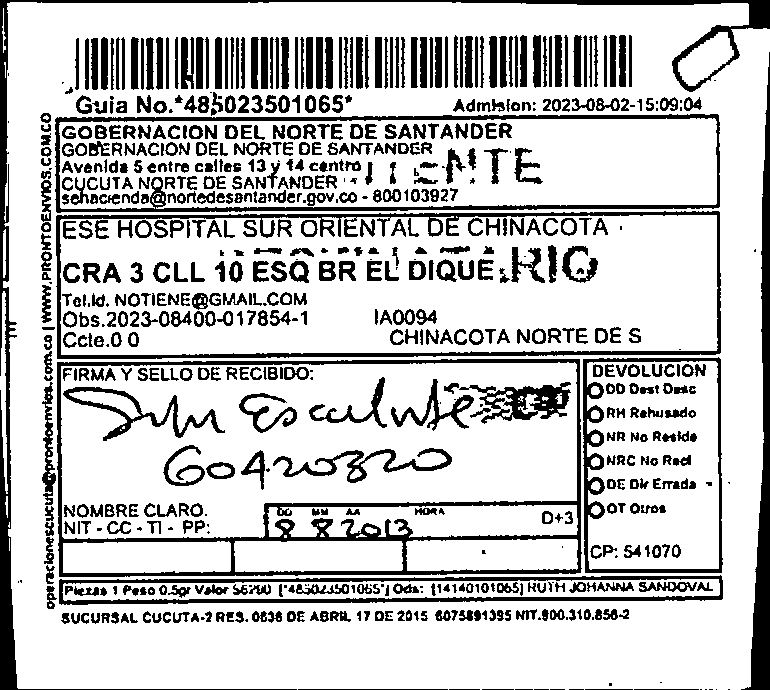 Guia No.*485023501065*
Admision: 2023-08-02-15:09:04
GOBERNACION DEL NORTE DE SANTANDER
GOBERNACION DEL NORTE DE SANTANDER
Avenida 5 entre calles 13 y 14 centro
CUCUTA NORTE DE SANTANDER
sehacienda@nortedesantander.gov.co - 800103927
ESE HOSPITAL SUR ORIENTAL DE CHINACOTA
CRA 3 CLL 10 ESQ BR EL DIQUE
Tel.Id. NOTIENE@GMAIL.COM
Obs.2023-08400-017854-1 IA0094
Ccte.0 0 CHINACOTA NORTE DE S
FIRMA Y SELLO DE RECIBIDO:
Escalante
60420320
NOMBRE CLARO.
NIT - CC - TI - PP:
DD MM AA HORA
8 8 2013
D+3
DEVOLUCION
DD Dest Desc
RH Rehusado
NR No Reside
NRC No Recl
DE Dir Errada
OT Otros
CP: 541070
Piezas 1 Peso 0.5gr Valor 56700 [*485023501065*] Ods: [14140101065] RUTH JOHANNA SANDOVAL
SUCURSAL CUCUTA-2 RES. 0636 DE ABRIL 17 DE 2015 6075891395 NIT.900.310.856-2
operacionescucuta@prontoenvios.com.co | WWW.PRONTOENVIOS.COM.CO